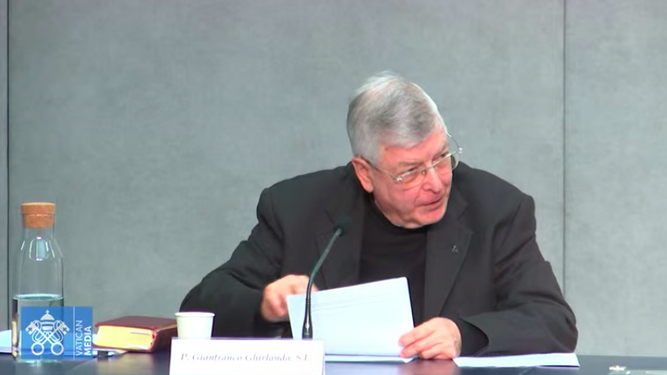 P. Gianfranco Ghirlanda, S.I.
VATICAN
MEDIA